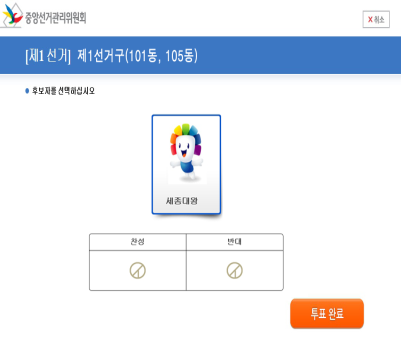 중앙선거관리위원회
X 취소
[제1선거] 제1선거구(101동, 105동)
● 후보자를 선택하십시오
세종대왕
찬성 반대
투표 완료